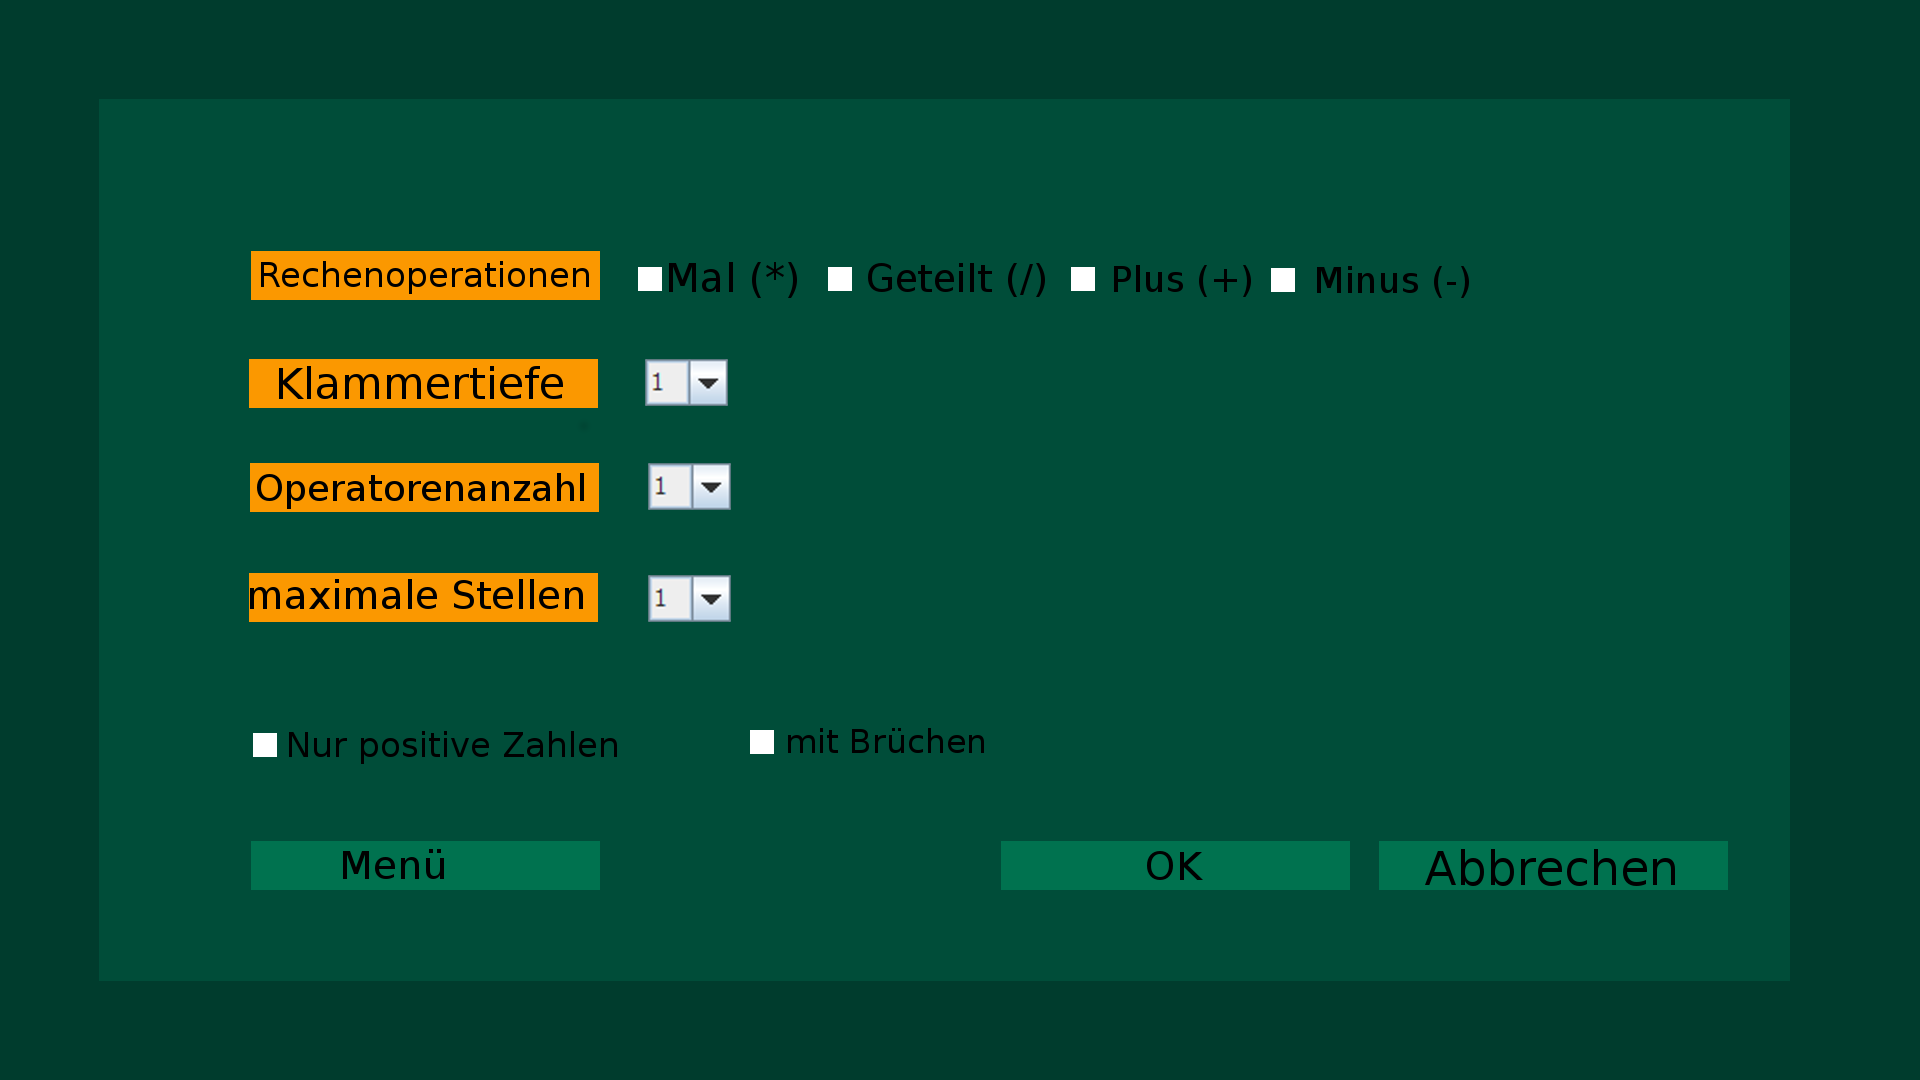 Rechenoperationen Mal (*) Geteilt (/) Plus (+) Minus (-)
Klammertiefe 1
Operatorenanzahl 1
maximale Stellen 1
Nur positive Zahlen mit Brüchen
Menü OK Abbrechen